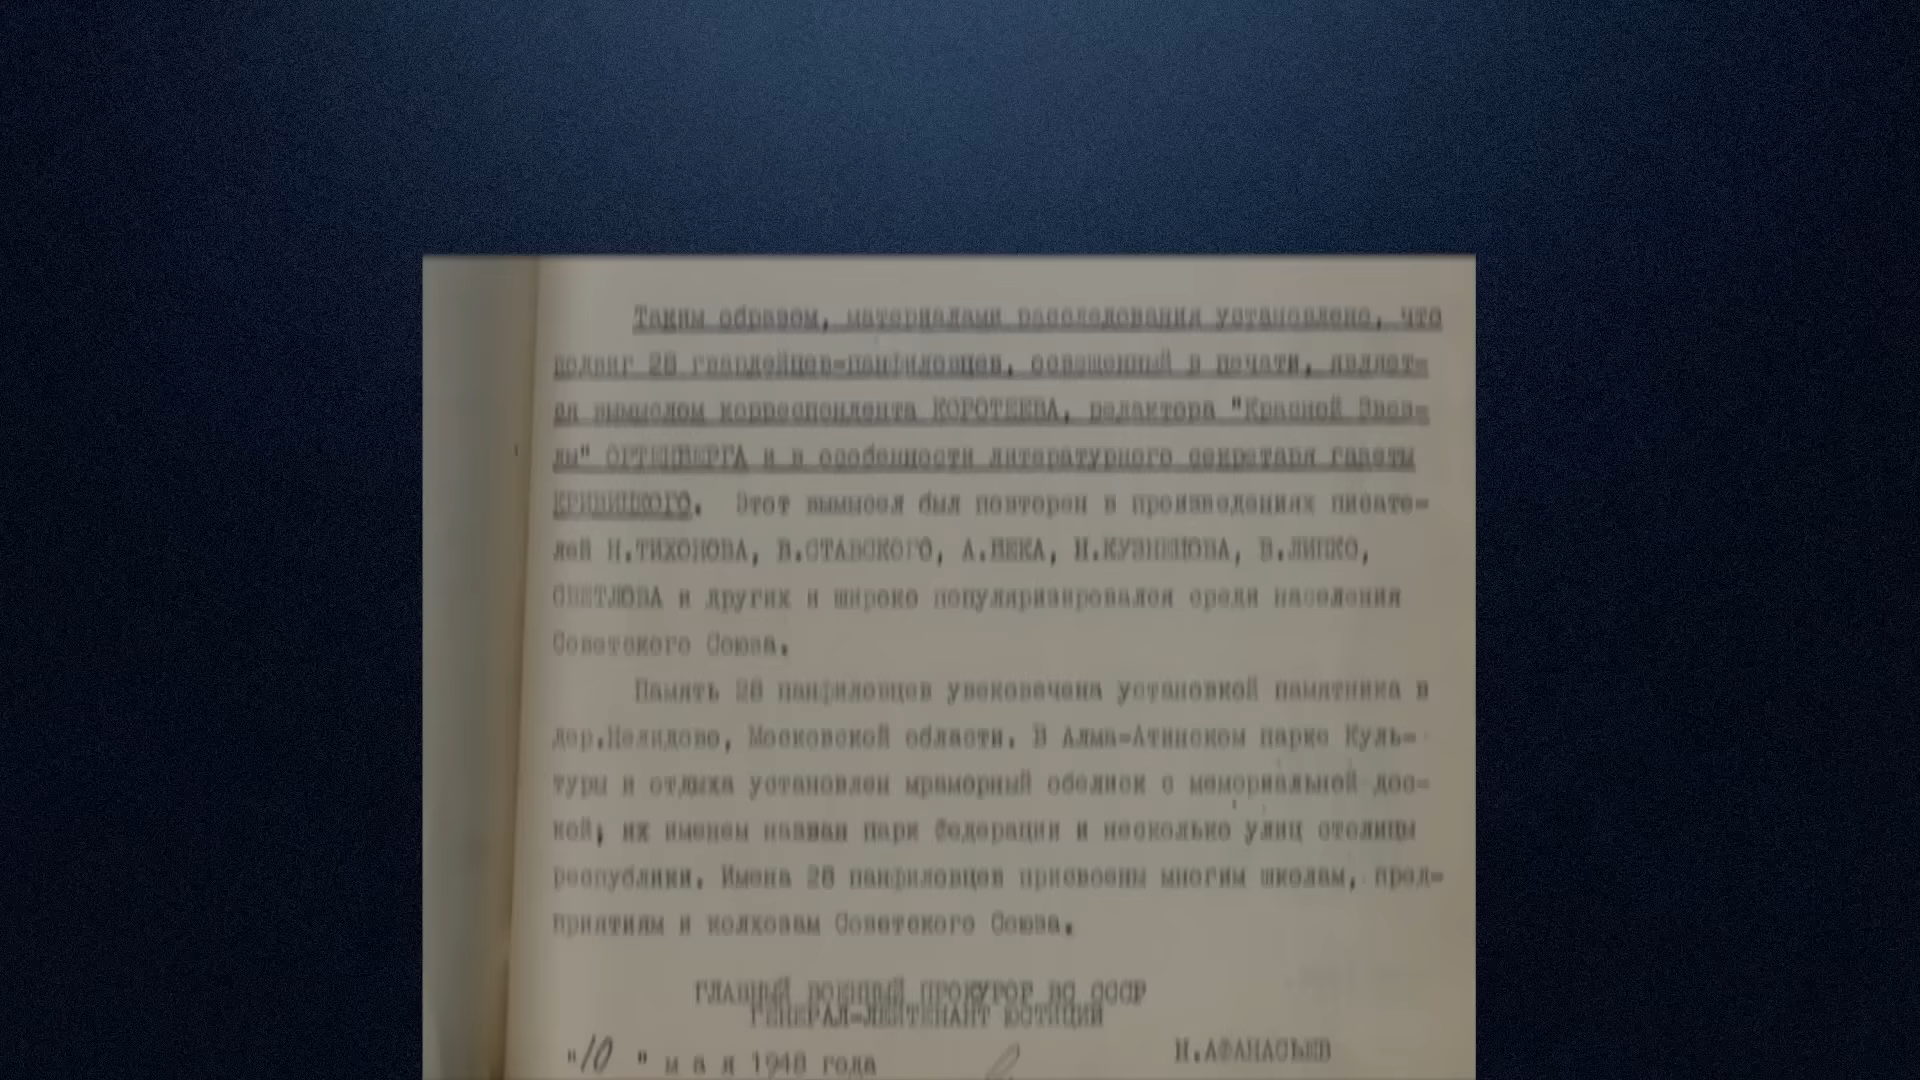 Таким образом, материалами расследования установлено, что
подвиг 28 гвардейцев-панфиловцев, освещенный в печати, являет-
ся вымыслом корреспондента КОРОТЕЕВА, редактора "Красной Звез-
ды" ОРТЕНБЕРГА и в особенности литературного секретаря газеты
КРИВИЦКОГО. Этот вымысел был повторен в произведениях писате-
лей Н.ТИХОНОВА, В.СТАВСКОГО, А.БЕКА, Н.КУЗНЕЦОВА, В.ЛИПКО,
СВЕТЛОВА и других и широко популяризировался среди населения
Советского Союза.
Память 28 панфиловцев увековечена установкой памятника в
дер.Нелидово, Московской области. В Алма-Атинском парке Куль-
туры и отдыха установлен мраморный обелиск с мемориальной дос-
кой; их именем назван парк Федерации и несколько улиц столицы
республики. Имена 28 панфиловцев присвоены многим школам, пред-
приятиям и колхозам Советского Союза.
ГЛАВНЫЙ ВОЕННЫЙ ПРОКУРОР ВС СССР
ГЕНЕРАЛ-ЛЕЙТЕНАНТ ЮСТИЦИИ
Н.АФАНАСЬЕВ
"10" мая 1948 года